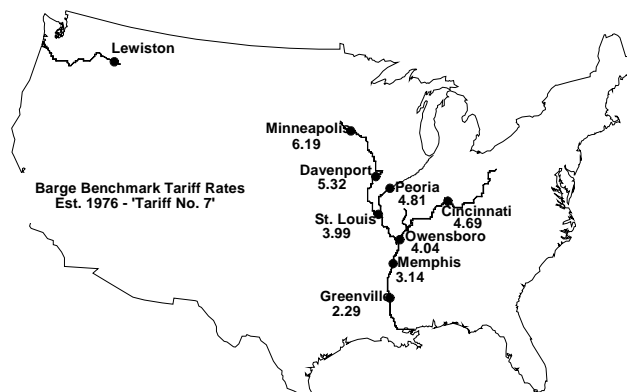 Lewiston
Minneapolis
6.19
Davenport
5.32
Barge Benchmark Tariff Rates
Est. 1976 - 'Tariff No. 7'
Peoria
4.81
Cincinnati
4.69
St. Louis
3.99
Owensboro
4.04
Memphis
3.14
Greenville
2.29